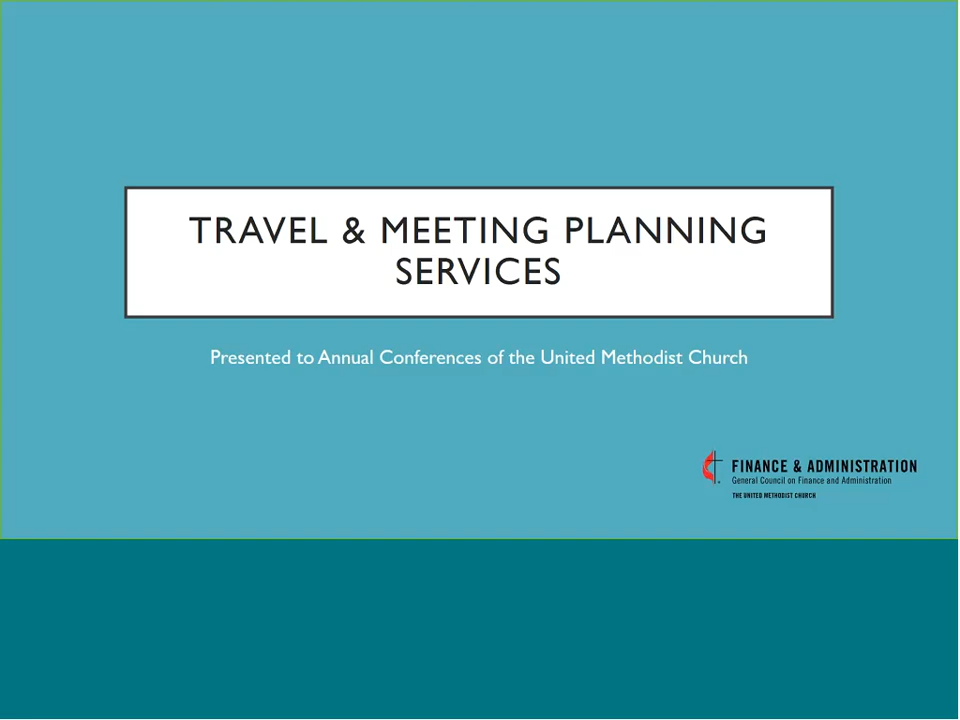 TRAVEL & MEETING PLANNING
SERVICES
Presented to Annual Conferences of the United Methodist Church
FINANCE & ADMINISTRATION
General Council on Finance and Administration
THE UNITED METHODIST CHURCH